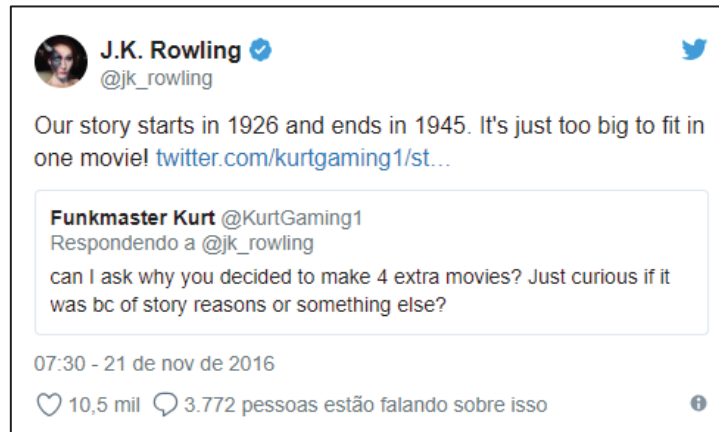 J.K. Rowling
@jk_rowling
Our story starts in 1926 and ends in 1945. It's just too big to fit in
one movie! twitter.com/kurtgaming1/st…
Funkmaster Kurt @KurtGaming1
Respondendo a @jk_rowling
can I ask why you decided to make 4 extra movies? Just curious if it
was bc of story reasons or something else?
07:30 - 21 de nov de 2016
10,5 mil 3.772 pessoas estão falando sobre isso